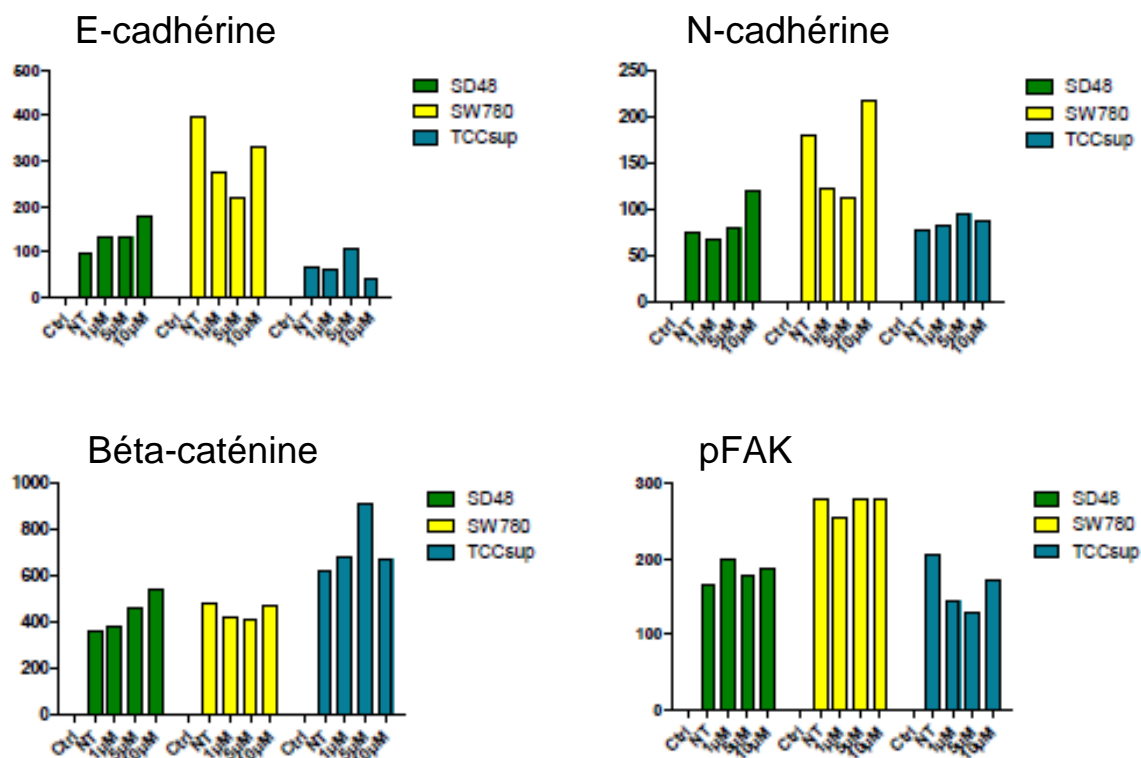 E-cadhérine
500
400
300
200
100
0
Ctrl NT 1µM 5µM 10µM Ctrl NT 1µM 5µM 10µM Ctrl NT 1µM 5µM 10µM
SD48
SW780
TCCsup
N-cadhérine
250
200
150
100
50
0
Ctrl NT 1µM 5µM 10µM Ctrl NT 1µM 5µM 10µM Ctrl NT 1µM 5µM 10µM
SD48
SW780
TCCsup
Béta-caténine
1000
800
600
400
200
0
Ctrl NT 1µM 5µM 10µM Ctrl NT 1µM 5µM 10µM Ctrl NT 1µM 5µM 10µM
SD48
SW780
TCCsup
pFAK
300
200
100
0
Ctrl NT 1µM 5µM 10µM Ctrl NT 1µM 5µM 10µM Ctrl NT 1µM 5µM 10µM
SD48
SW780
TCCsup